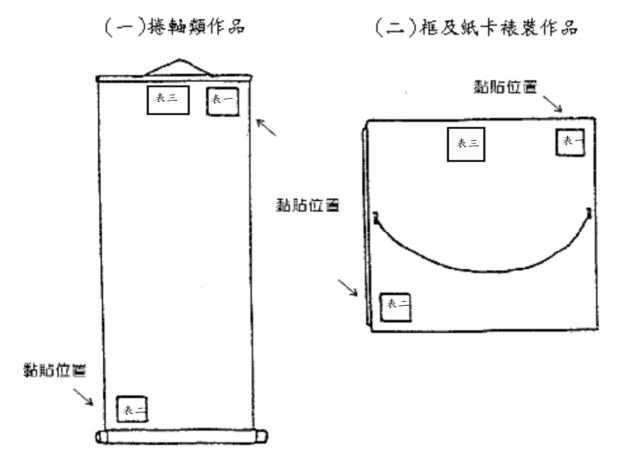 (一)捲軸類作品
表三
表一
黏貼位置
表二
(二)框及紙卡裱裝作品
黏貼位置
表三
表一
黏貼位置
表二